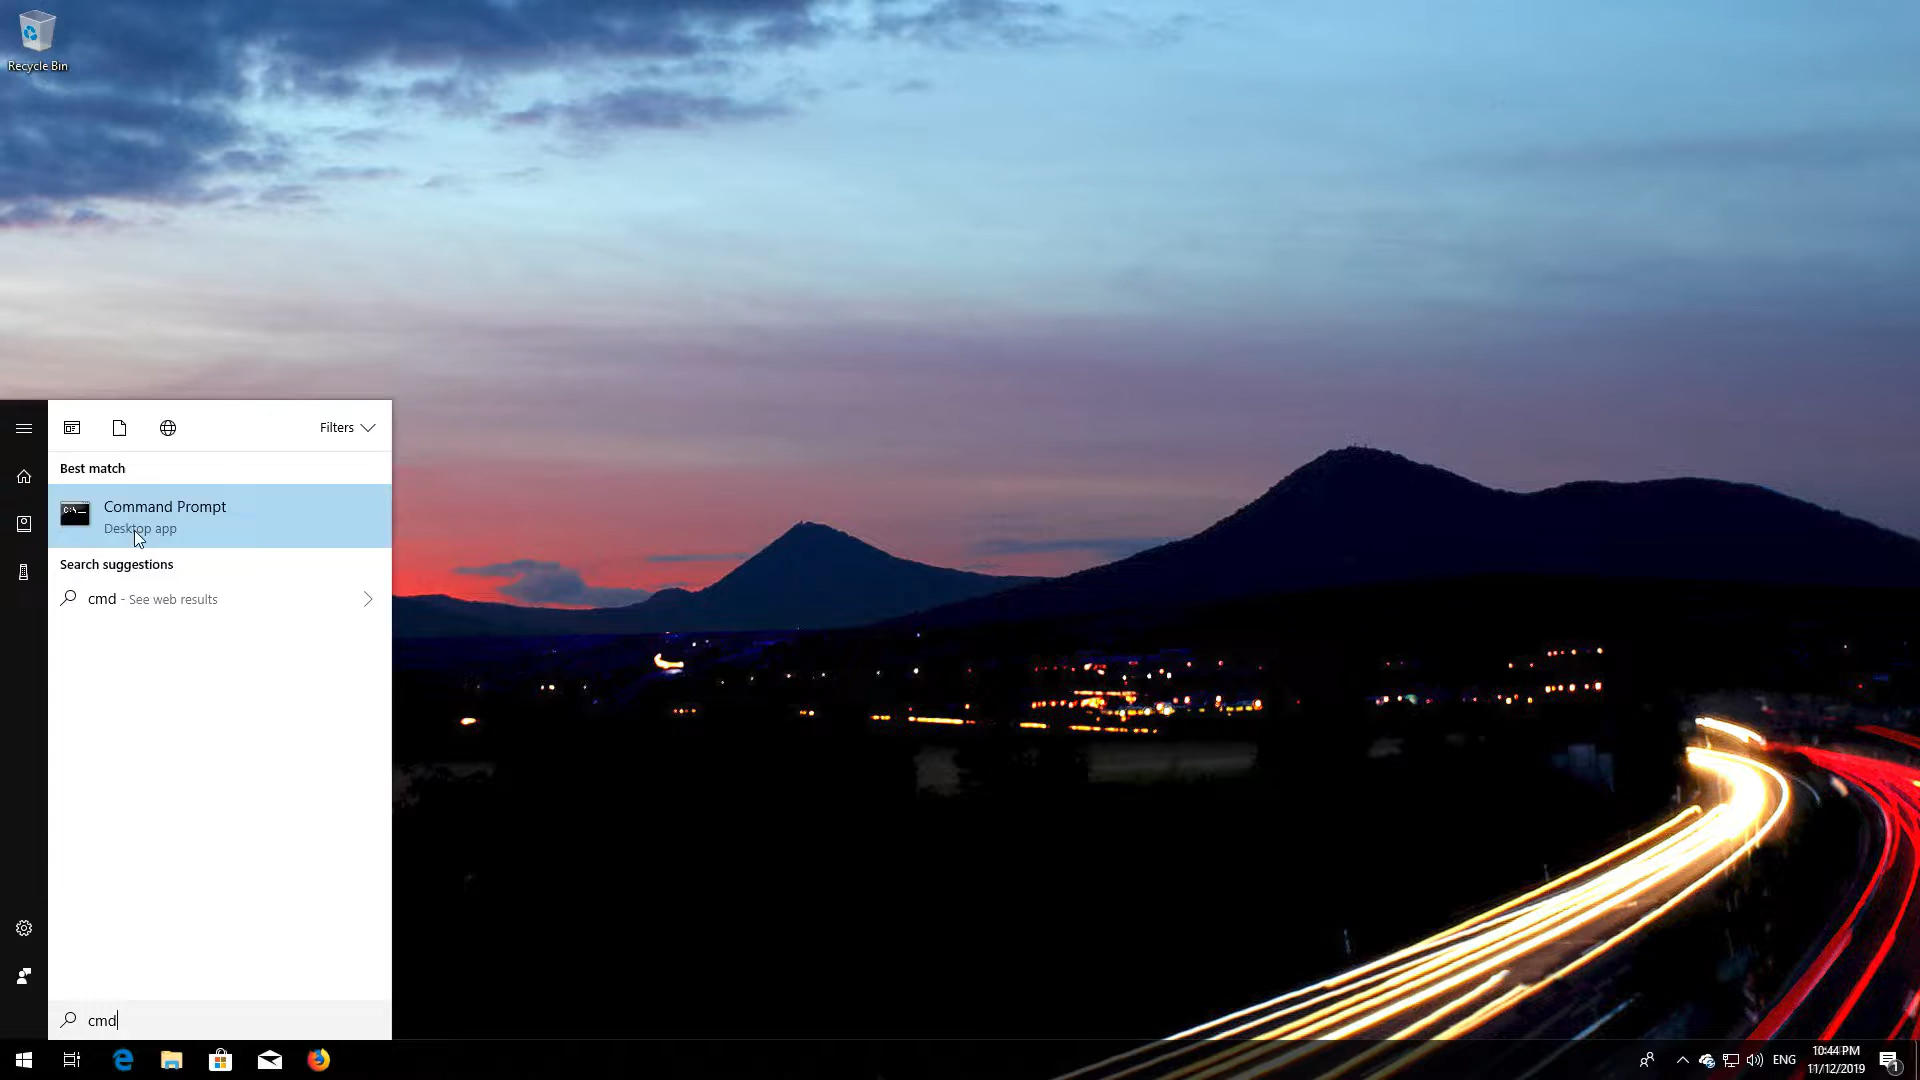 Recycle Bin
Filters
Best match
Command Prompt
Desktop app
Search suggestions
cmd - See web results
cmd
ENG
10:44 PM
11/12/2019
1